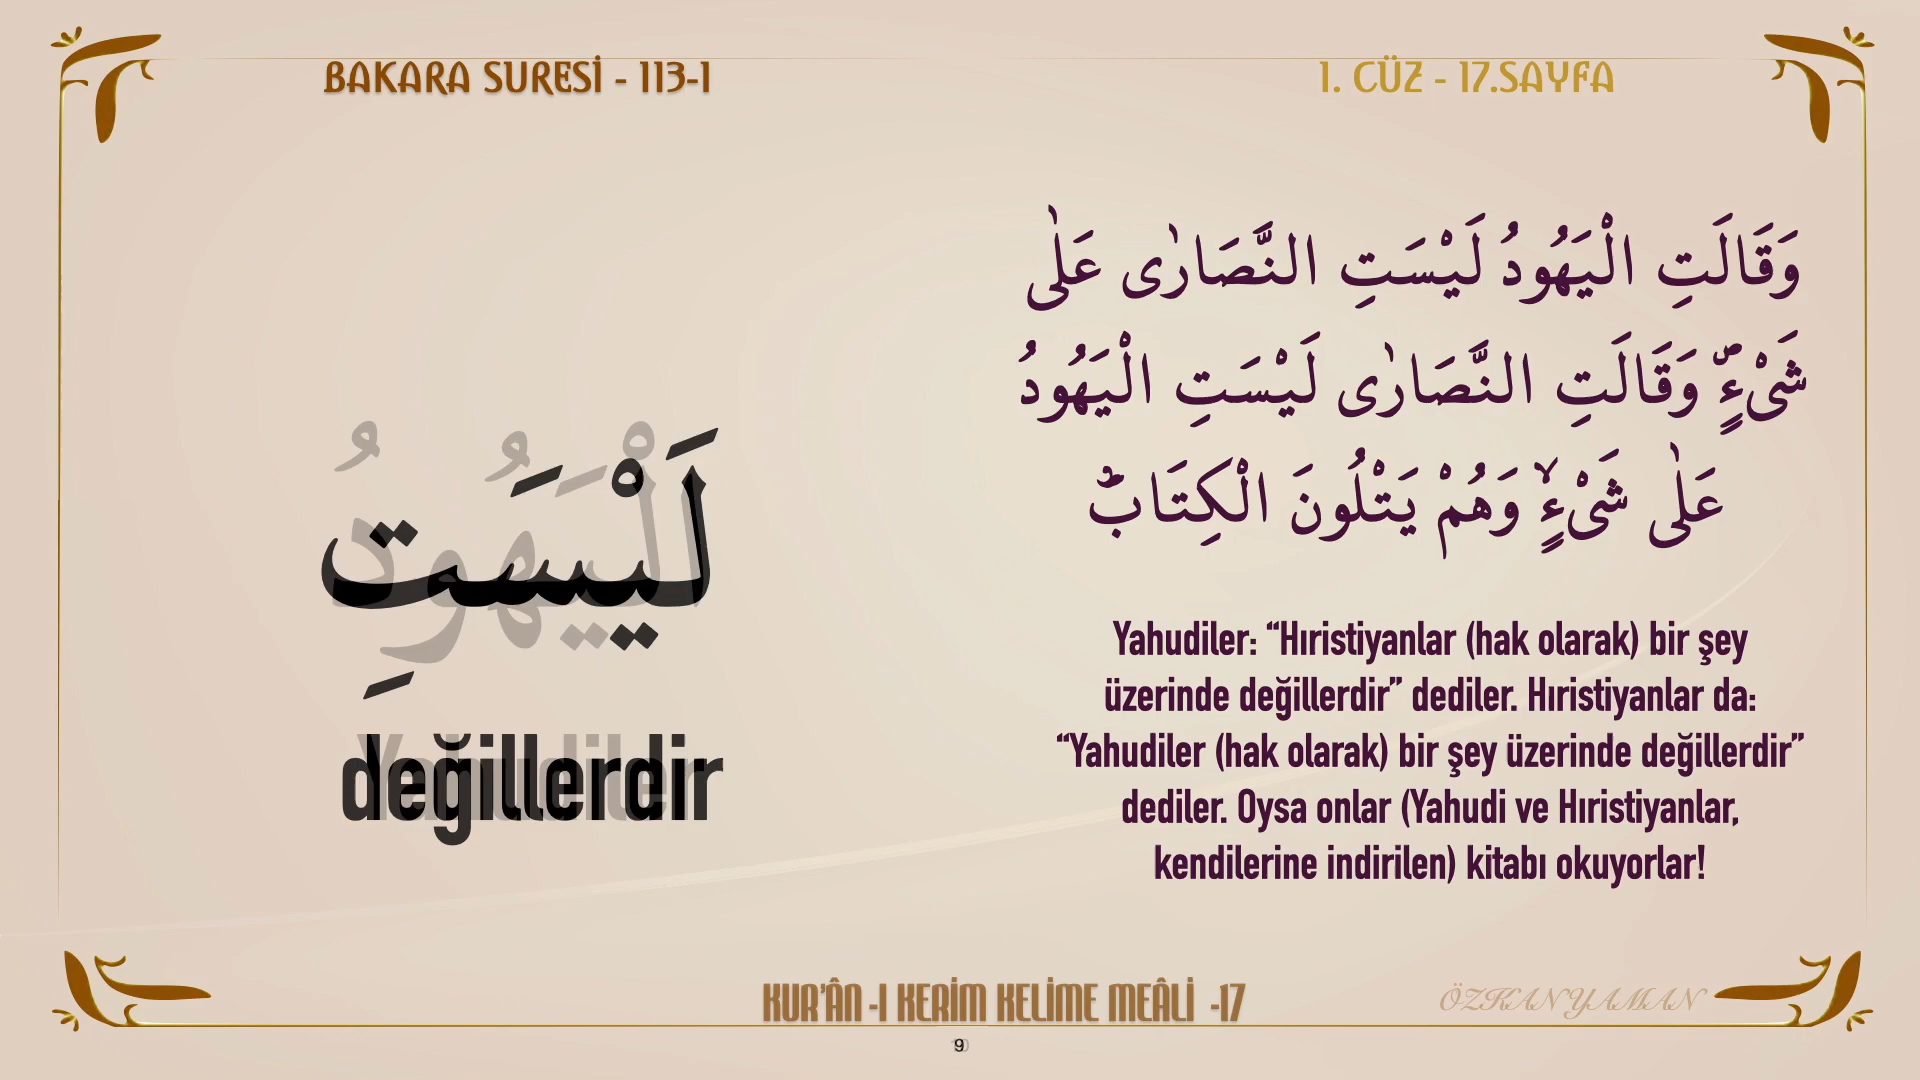 BAKARA SURESİ - 113-1
1. CÜZ - 17.SAYFA
وَقَالَتِ الْيَهُودُ لَيْسَتِ النَّصَارٰى عَلٰى
شَىْءٍۖ وَقَالَتِ النَّصَارٰى لَيْسَتِ الْيَهُودُ
عَلٰى شَىْءٍۙ وَهُمْ يَتْلُونَ الْكِتَابَۜ
لَيْسَتِ
الْيَهُودُ
değillerdir
Yahudiler
Yahudiler: “Hıristiyanlar (hak olarak) bir şey
üzerinde değillerdir” dediler. Hıristiyanlar da:
“Yahudiler (hak olarak) bir şey üzerinde değillerdir”
dediler. Oysa onlar (Yahudi ve Hıristiyanlar,
kendilerine indirilen) kitabı okuyorlar!
KUR’ÂN -I KERİM KELİME MEÂLİ -17
ÖZKAN YAMAN
9